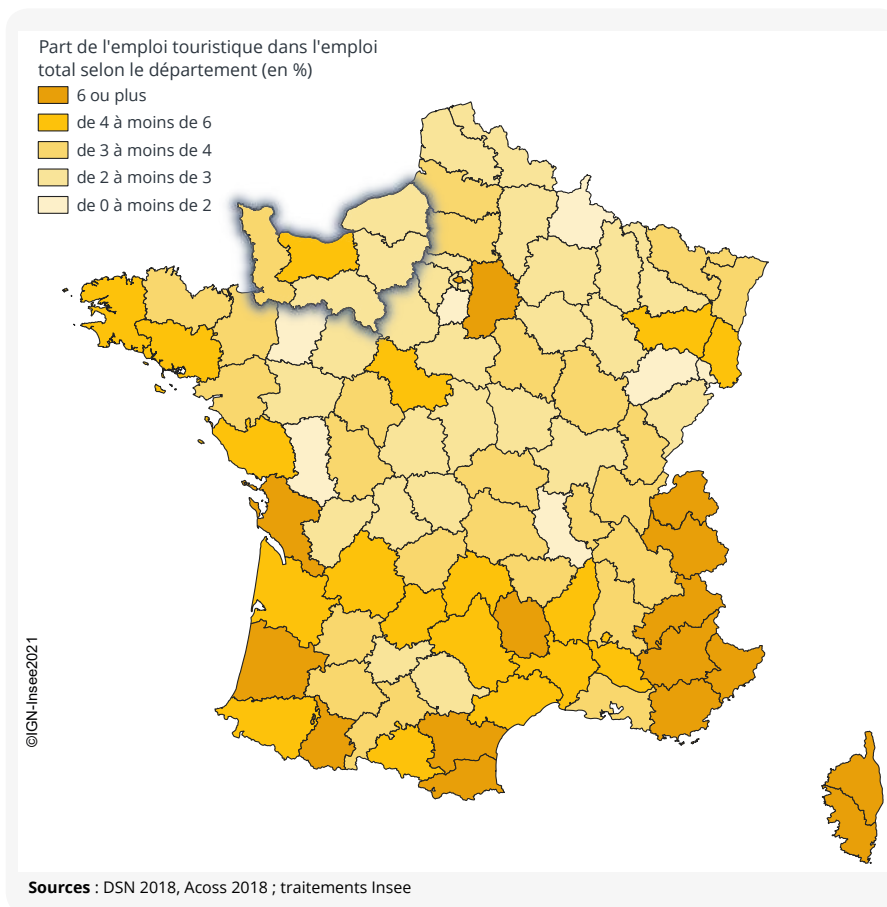 Part de l'emploi touristique dans l'emploi
total selon le département (en %)
6 ou plus
de 4 à moins de 6
de 3 à moins de 4
de 2 à moins de 3
de 0 à moins de 2
©IGN-Insee2021
Sources : DSN 2018, Acoss 2018 ; traitements Insee